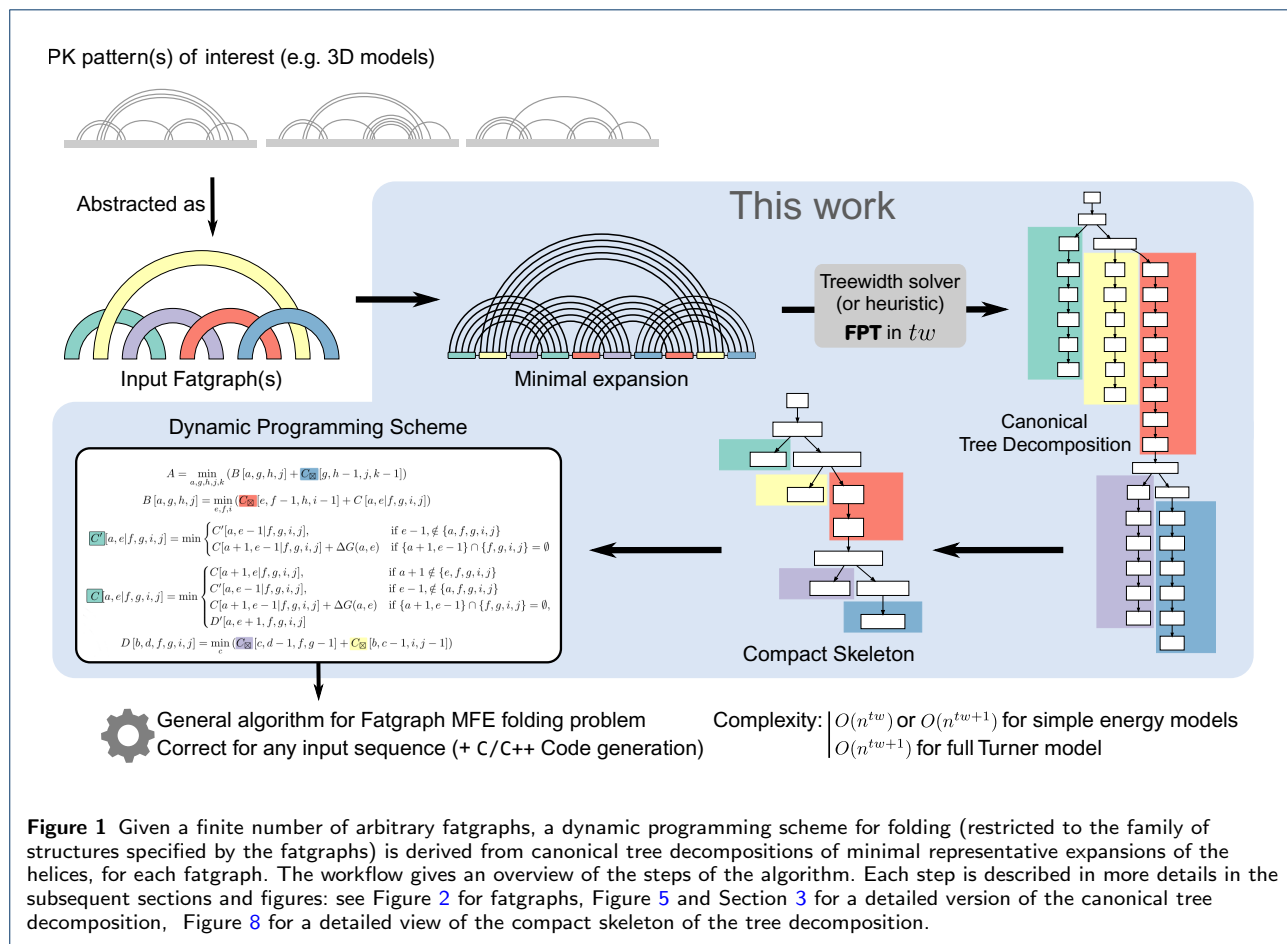 PK pattern(s) of interest (e.g. 3D models)
Abstracted as
This work
Input Fatgraph(s)
Minimal expansion
Treewidth solver
(or heuristic)
FPT in tw
Canonical
Tree Decomposition
Compact Skeleton
Dynamic Programming Scheme
A = min_{a,g,h,j,k} (B [a, g, h, j] + C_⊠[g, h − 1, j, k − 1])
B [a, g, h, j] = min_{e,f,i} (C_⊠[e, f − 1, h, i − 1] + C [a, e|f, g, i, j])
C′[a, e|f, g, i, j] = min { C′[a, e − 1|f, g, i, j], if e − 1, ∉ {a, f, g, i, j}
C[a + 1, e − 1|f, g, i, j] + ΔG(a, e) if {a + 1, e − 1} ∩ {f, g, i, j} = ∅
C[a, e|f, g, i, j] = min { C[a + 1, e|f, g, i, j], if a + 1 ∉ {e, f, g, i, j}
C′[a, e − 1|f, g, i, j], if e − 1, ∉ {a, f, g, i, j}
C[a + 1, e − 1|f, g, i, j] + ΔG(a, e) if {a + 1, e − 1} ∩ {f, g, i, j} = ∅,
D′[a, e + 1, f, g, i, j]
D [b, d, f, g, i, j] = min_c (C_⊠[c, d − 1, f, g − 1] + C_⊠[b, c − 1, i, j − 1])
General algorithm for Fatgraph MFE folding problem
Correct for any input sequence (+ C/C++ Code generation)
Complexity: O(n^{tw}) or O(n^{tw+1}) for simple energy models
O(n^{tw+1}) for full Turner model
Figure 1 Given a finite number of arbitrary fatgraphs, a dynamic programming scheme for folding (restricted to the family of
structures specified by the fatgraphs) is derived from canonical tree decompositions of minimal representative expansions of the
helices, for each fatgraph. The workflow gives an overview of the steps of the algorithm. Each step is described in more details in the
subsequent sections and figures: see Figure 2 for fatgraphs, Figure 5 and Section 3 for a detailed version of the canonical tree
decomposition, Figure 8 for a detailed view of the compact skeleton of the tree decomposition.